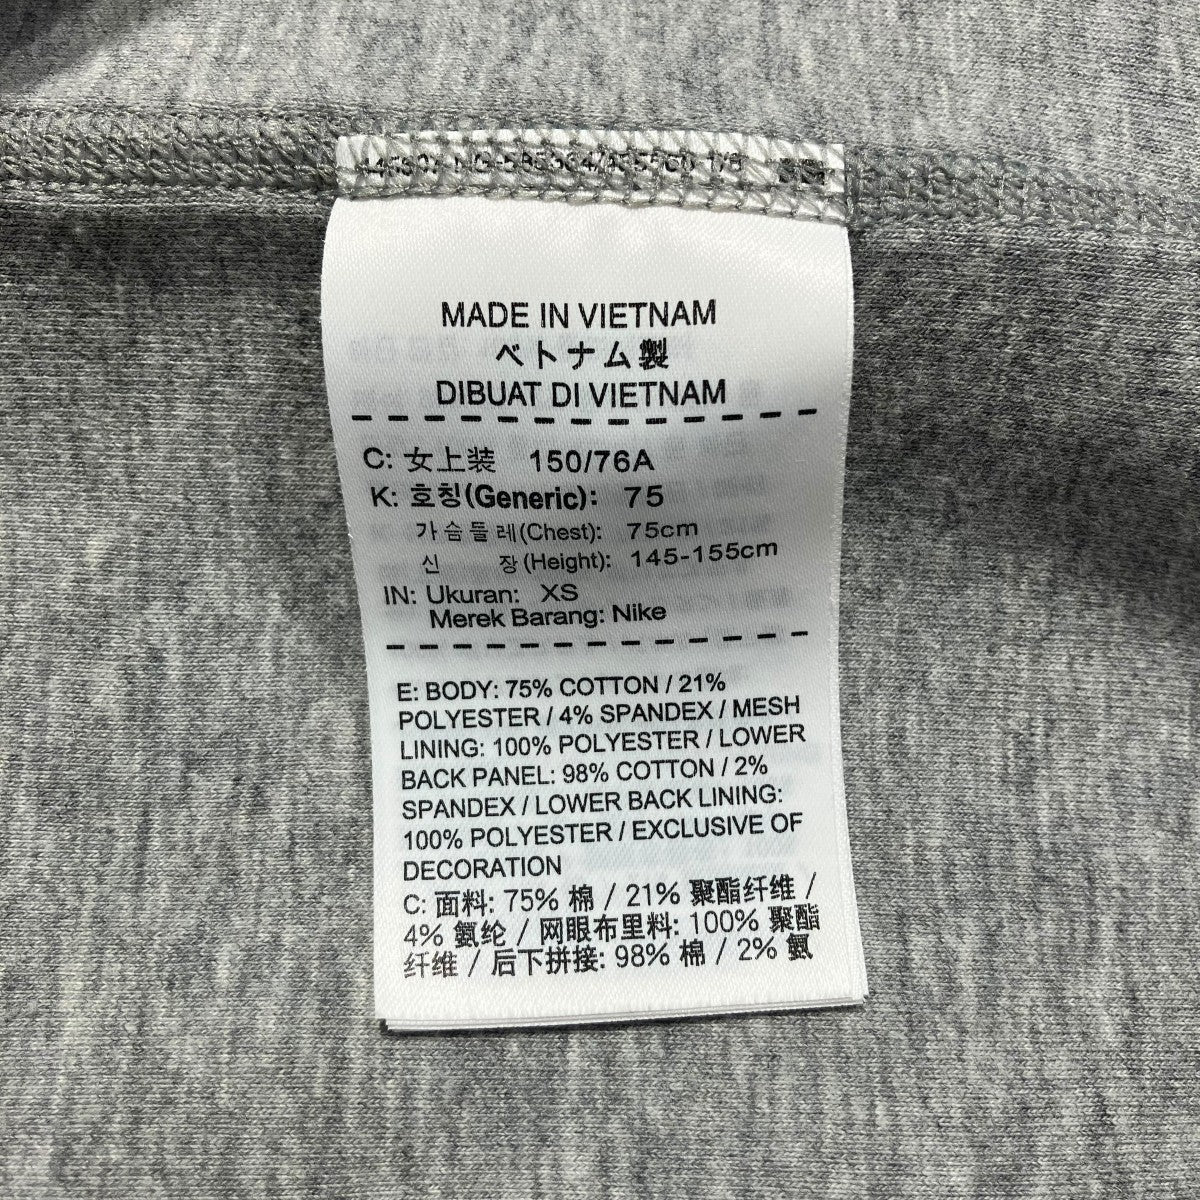 MADE IN VIETNAM
ベトナム製
DIBUAT DI VIETNAM
C: 女上装 150/76A
K: 호칭(Generic): 75
가슴둘레(Chest): 75cm
신 장(Height): 145-155cm
IN: Ukuran: XS
Merek Barang: Nike
E: BODY: 75% COTTON / 21%
POLYESTER / 4% SPANDEX / MESH
LINING: 100% POLYESTER / LOWER
BACK PANEL: 98% COTTON / 2%
SPANDEX / LOWER BACK LINING:
100% POLYESTER / EXCLUSIVE OF
DECORATION
C: 面料: 75% 棉 / 21% 聚酯纤维 /
4% 氨纶 / 网眼布里料: 100% 聚酯
纤维 / 后下拼接: 98% 棉 / 2% 氨